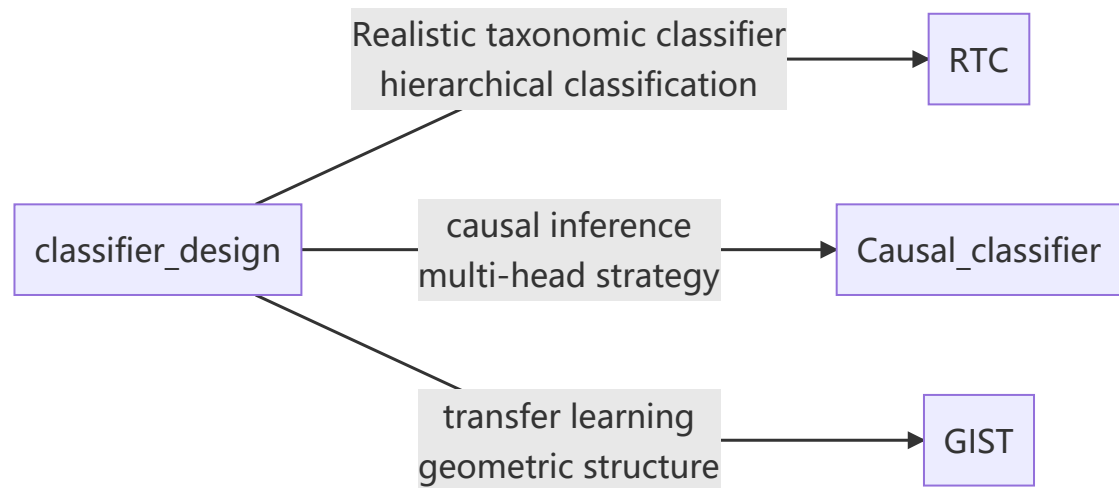 Realistic taxonomic classifier
hierarchical classification
RTC
classifier_design
causal inference
multi-head strategy
Causal_classifier
transfer learning
geometric structure
GIST